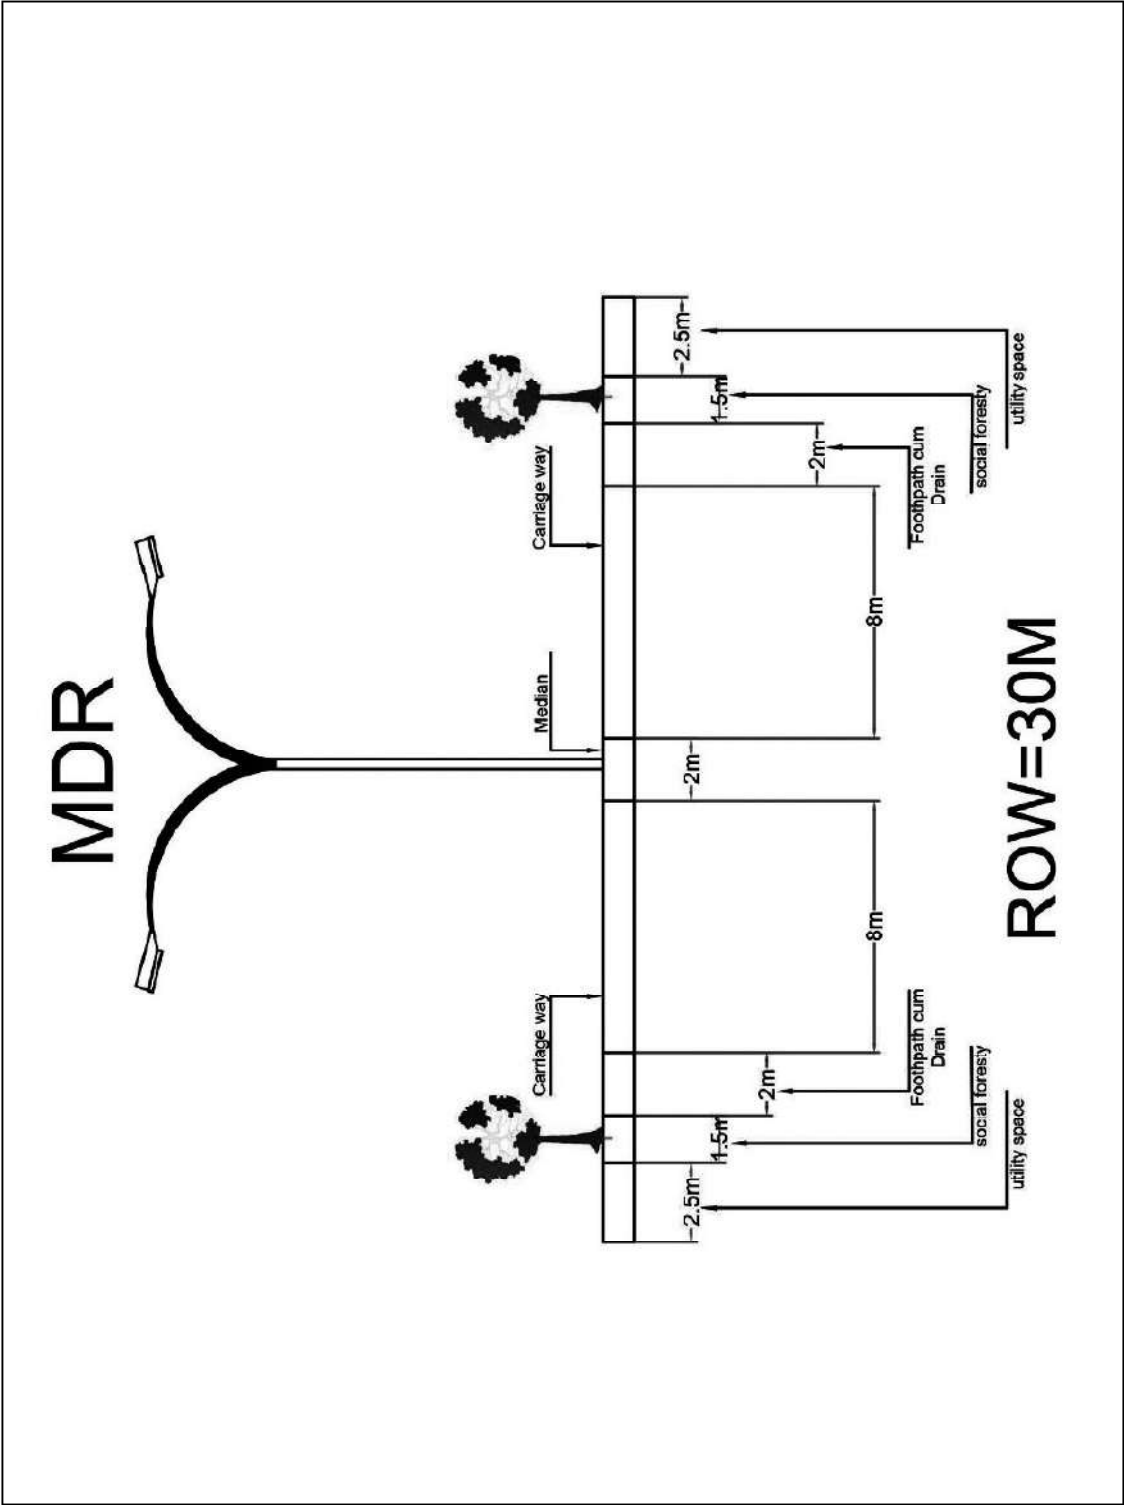 MDR
Carriage way
Median
Carriage way
2.5m
2m
2.5m
1.5m
1.5m
2m
2m
8m
8m
Foothpath cum
Drain
Foothpath cum
Drain
social foresty
social foresty
utility space
utility space
ROW=30M